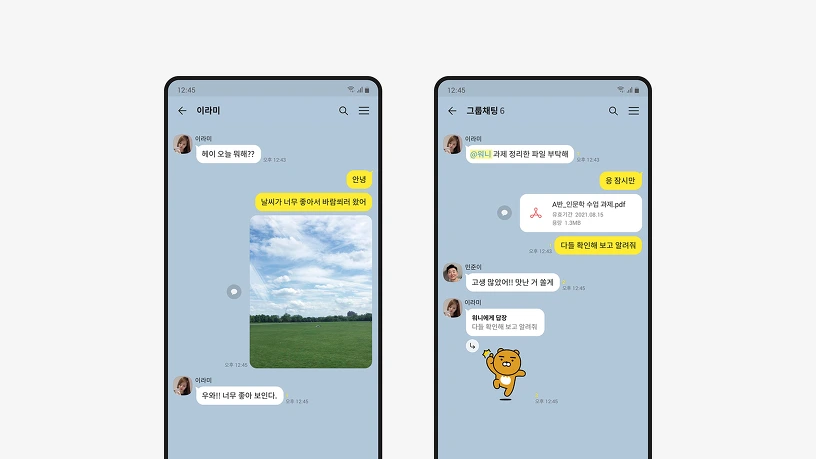 12:45
이라미
이라미
헤이 오늘 뭐해??
오후 12:43
안녕
날씨가 너무 좋아서 바람쐬러 왔어
오후 12:45
이라미
우와!! 너무 좋아 보인다.
오후 12:45
12:45
그룹채팅 6
이라미
@워니 과제 정리한 파일 부탁해
오후 12:43
응 잠시만
A반_인문학 수업 과제.pdf
유효기간 2021.08.15
용량 1.3MB
오후 12:45
다들 확인해 보고 알려줘
민준이
고생 많았어!! 맛난 거 쏠게
오후 12:45
이라미
워니에게 답장
다들 확인해 보고 알려줘
오후 12:45